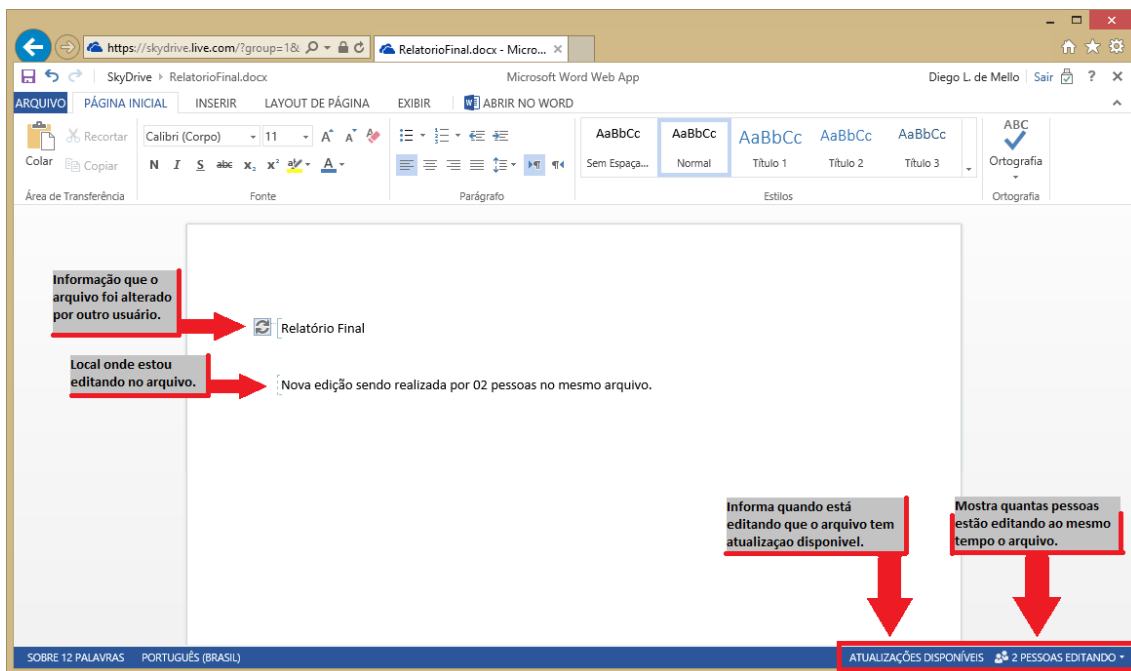 https://skydrive.live.com/?group=1&
RelatorioFinal.docx - Micro...
SkyDrive ▸ RelatorioFinal.docx
Microsoft Word Web App
Diego L. de Mello
Sair
?
ARQUIVO
PÁGINA INICIAL
INSERIR
LAYOUT DE PÁGINA
EXIBIR
ABRIR NO WORD
Colar
Recortar
Copiar
Área de Transferência
Calibri (Corpo)
11
A A
N I S abc x₂ x² ab A
Fonte
Parágrafo
AaBbCc
Sem Espaça...
AaBbCc
Normal
AaBbCc
Título 1
AaBbCc
Título 2
AaBbCc
Título 3
Estilos
ABC
Ortografia
Ortografia
Informação que o
arquivo foi alterado
por outro usuário.
Relatório Final
Local onde estou
editando no arquivo.
Nova edição sendo realizada por 02 pessoas no mesmo arquivo.
Informa quando está
editando que o arquivo tem
atualizaçao disponivel.
Mostra quantas pessoas
estão editando ao mesmo
tempo o arquivo.
SOBRE 12 PALAVRAS
PORTUGUÊS (BRASIL)
ATUALIZAÇÕES DISPONÍVEIS
2 PESSOAS EDITANDO